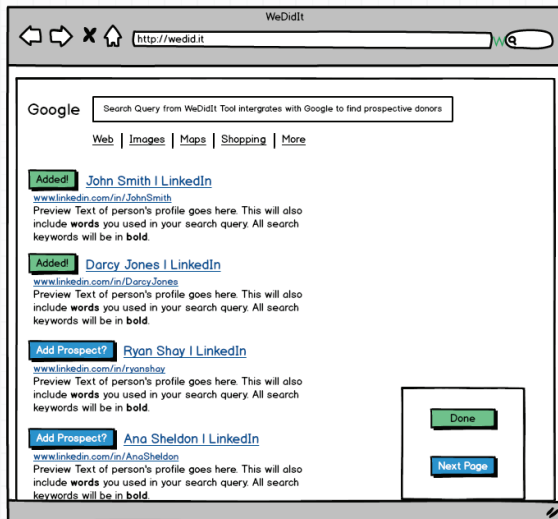 WeDidIt
http://wedid.it
W
Google
Search Query from WeDidIt Tool intergrates with Google to find prospective donors
Web | Images | Maps | Shopping | More
Added! John Smith | LinkedIn
www.linkedin.com/in/JohnSmith
Preview Text of person's profile goes here. This will also
include words you used in your search query. All search
keywords will be in bold.
Added! Darcy Jones | LinkedIn
www.linkedin.com/in/DarcyJones
Preview Text of person's profile goes here. This will also
include words you used in your search query. All search
keywords will be in bold.
Add Prospect? Ryan Shay | LinkedIn
www.linkedin.com/in/ryanshay
Preview Text of person's profile goes here. This will also
include words you used in your search query. All search
keywords will be in bold.
Add Prospect? Ana Sheldon | LinkedIn
www.linkedin.com/in/AnaSheldon
Preview Text of person's profile goes here. This will also
include words you used in your search query. All search
keywords will be in bold.
Done
Next Page